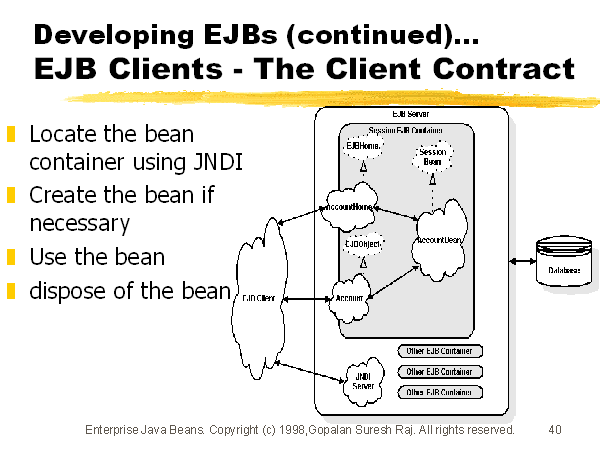 Developing EJBs (continued)...
EJB Clients - The Client Contract
Locate the bean
container using JNDI
Create the bean if
necessary
Use the bean
dispose of the bean
EJB Server
Session EJB Container
EJBHome
Session
Bean
AccountHome
EJBObject
AccountBean
Account
EJB Client
Database
JNDI
Server
Other EJB Container
Other EJB Container
Other EJB Container
Enterprise Java Beans. Copyright (c) 1998,Gopalan Suresh Raj. All rights reserved.
40